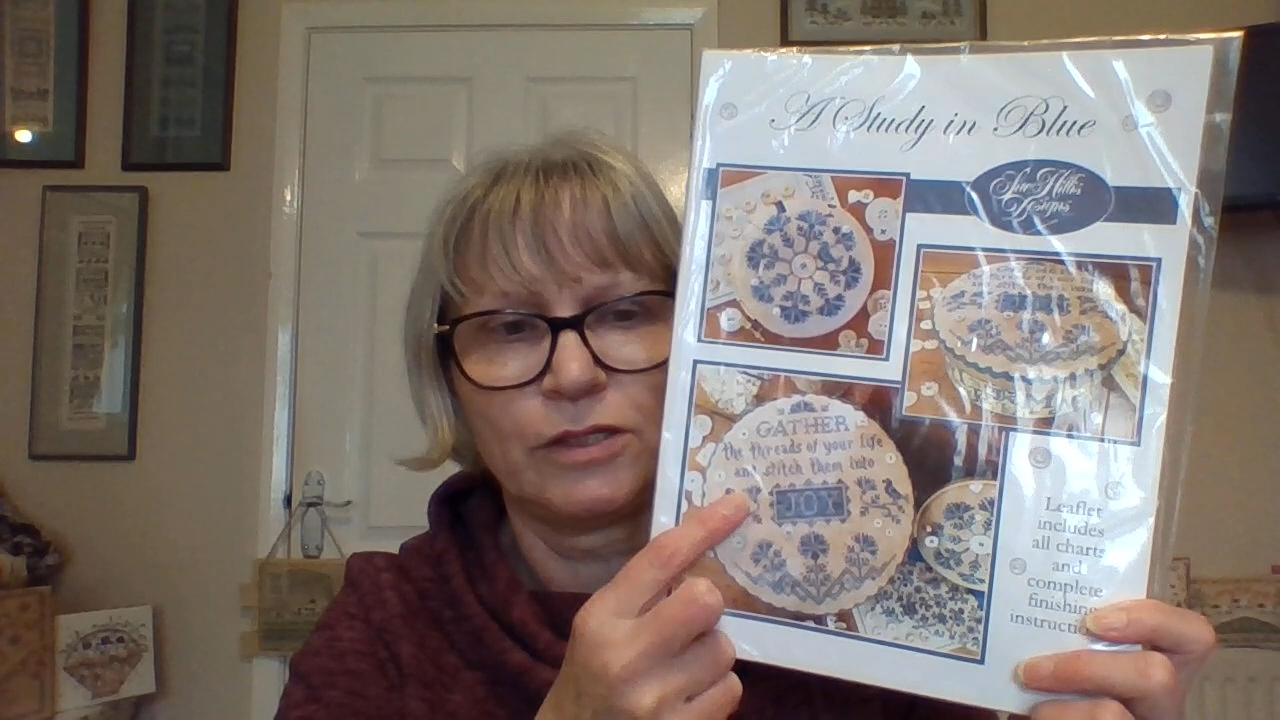 A Study in Blue
Sue Hillis
Designs
GATHER
the threads of your life
and stitch them into
JOY
Leaflet
includes
all charts
and
complete
finishing